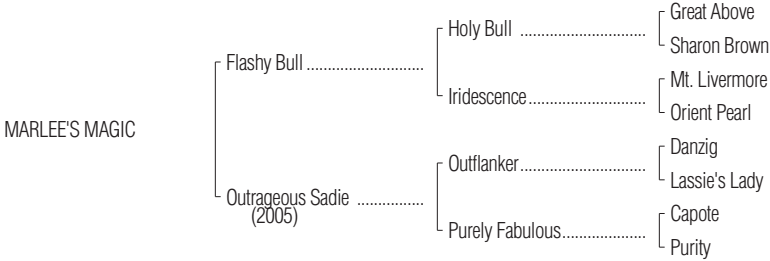 Great Above
Holy Bull ..............................
Sharon Brown
Flashy Bull ............................
Mt. Livermore
Iridescence..............................
Orient Pearl
MARLEE'S MAGIC
Danzig
Outflanker...............................
Lassie's Lady
Outrageous Sadie ................
(2005)
Capote
Purely Fabulous.....................
Purity